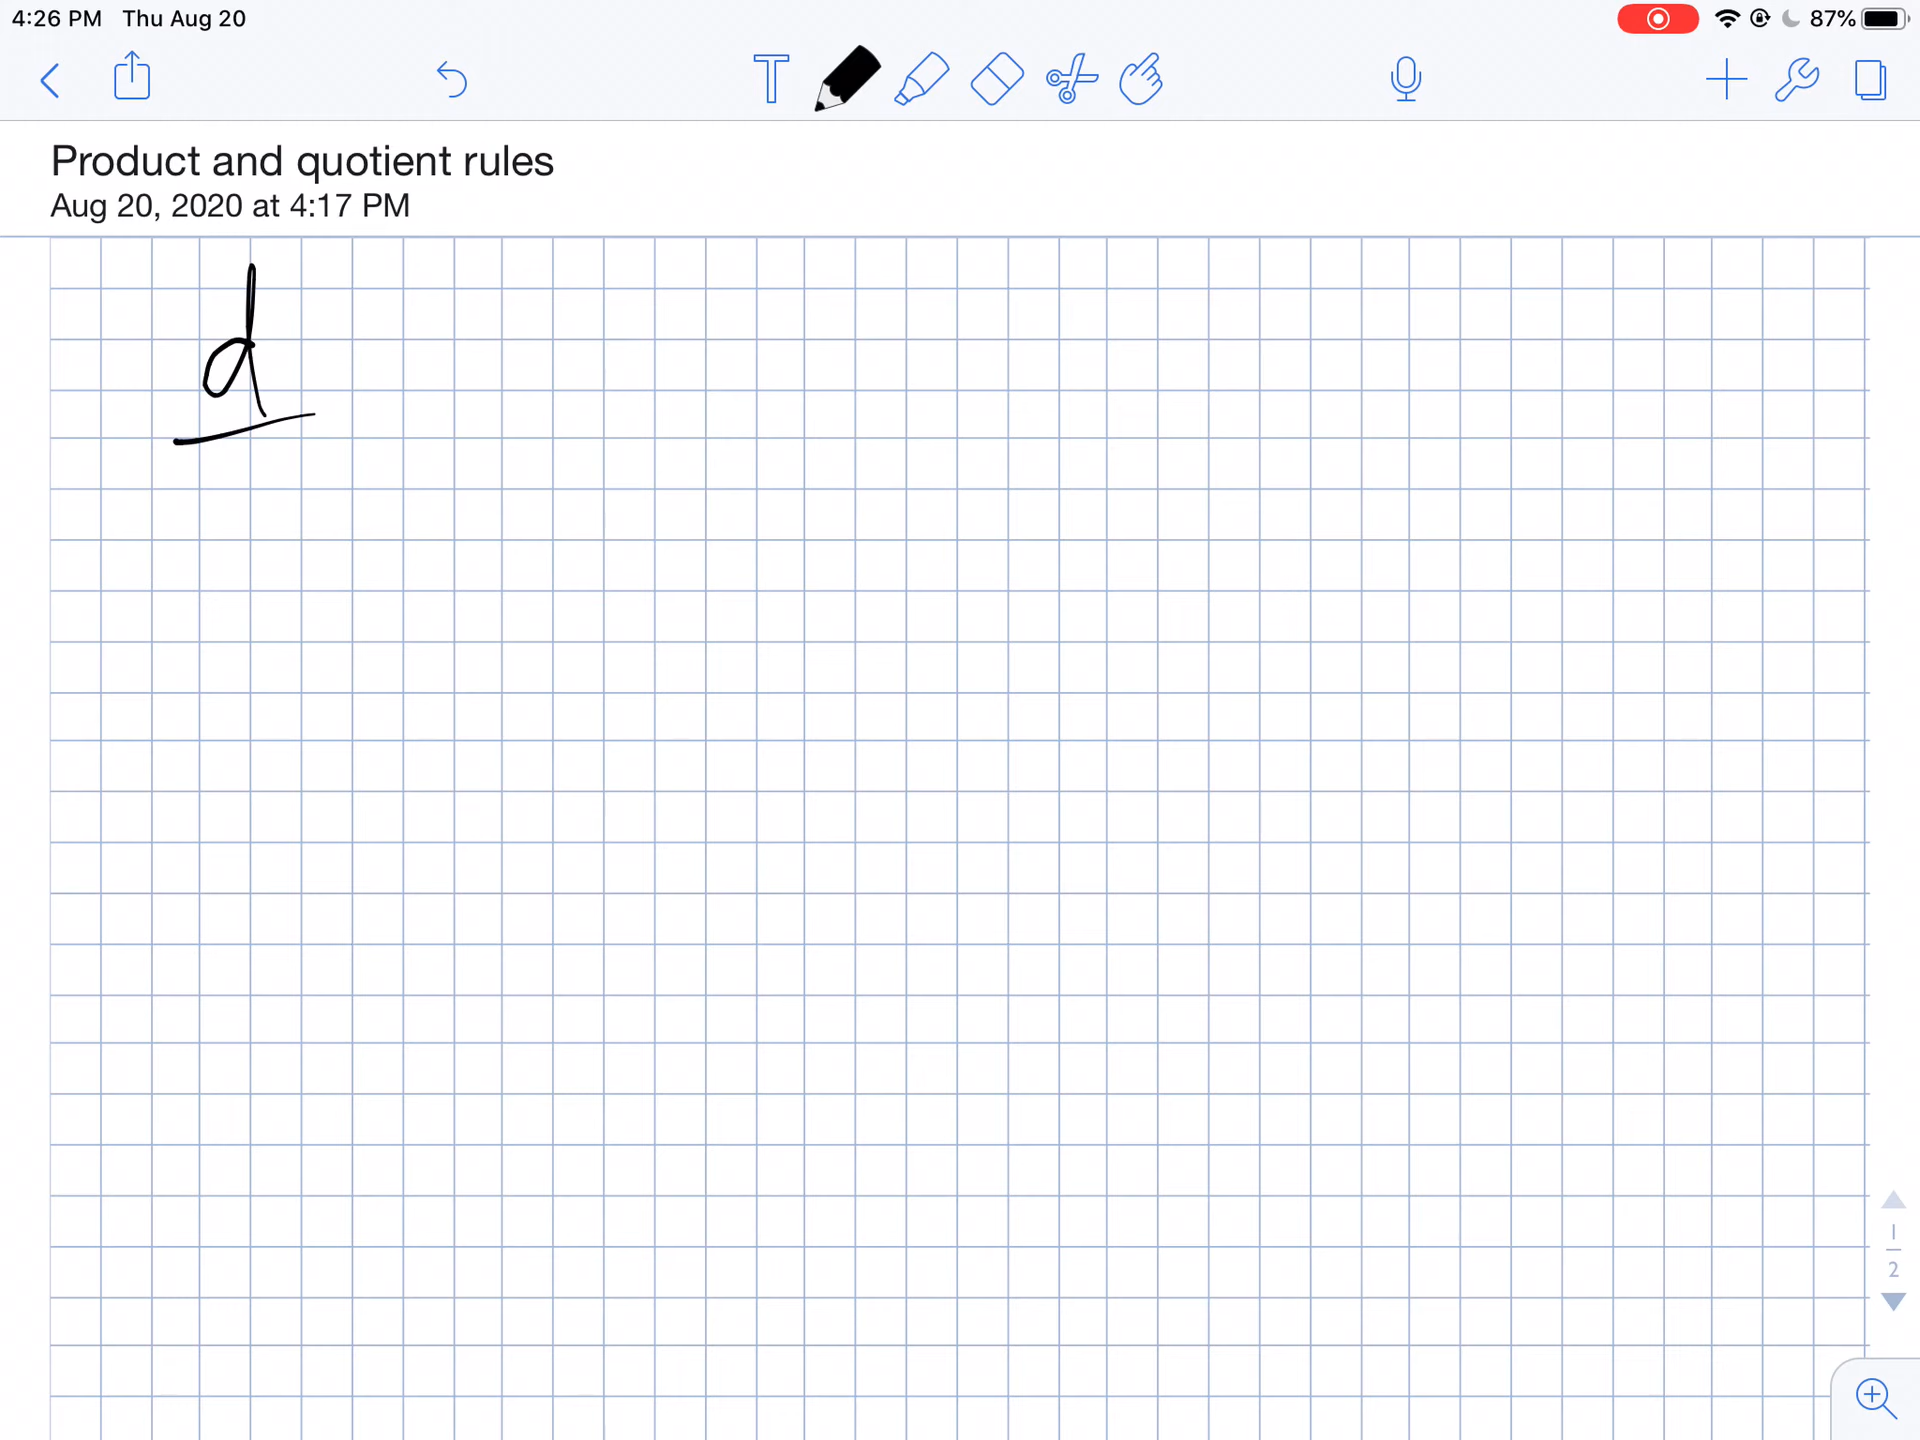 4:26 PM Thu Aug 20 87%
T
Product and quotient rules
Aug 20, 2020 at 4:17 PM
d
1
2